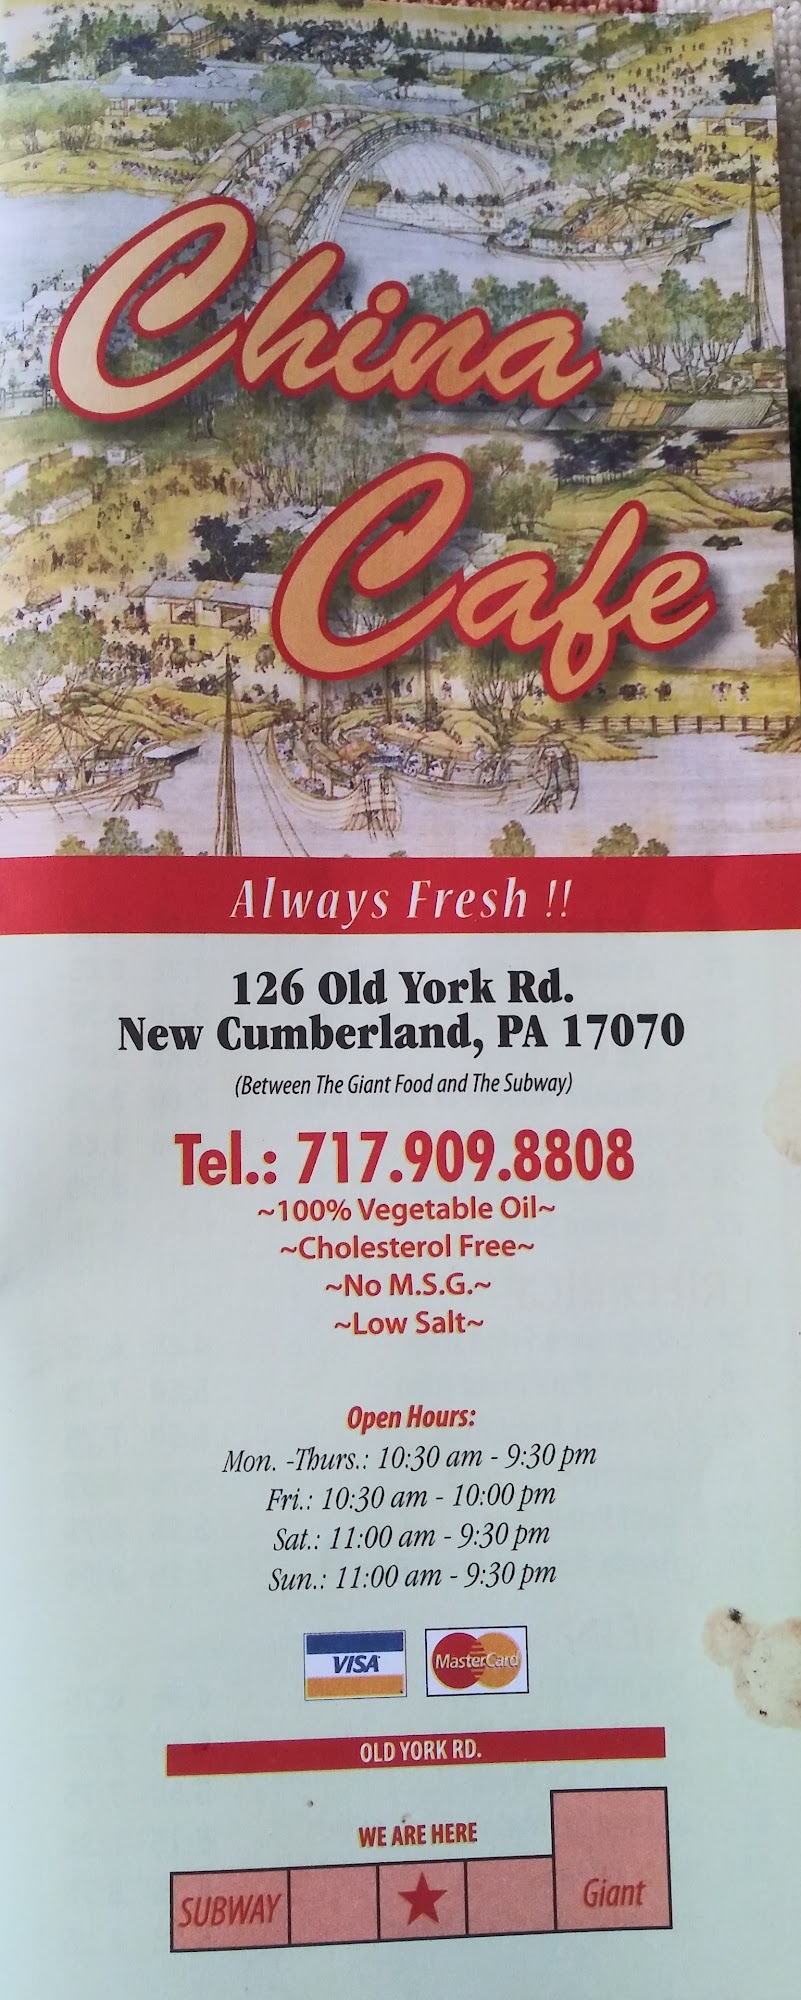 China
Cafe
Always Fresh !!
126 Old York Rd.
New Cumberland, PA 17070
(Between The Giant Food and The Subway)
Tel.: 717.909.8808
~100% Vegetable Oil~
~Cholesterol Free~
~No M.S.G.~
~Low Salt~
Open Hours:
Mon. -Thurs.: 10:30 am - 9:30 pm
Fri.: 10:30 am - 10:00 pm
Sat.: 11:00 am - 9:30 pm
Sun.: 11:00 am - 9:30 pm
VISA MasterCard
OLD YORK RD.
WE ARE HERE
SUBWAY Giant